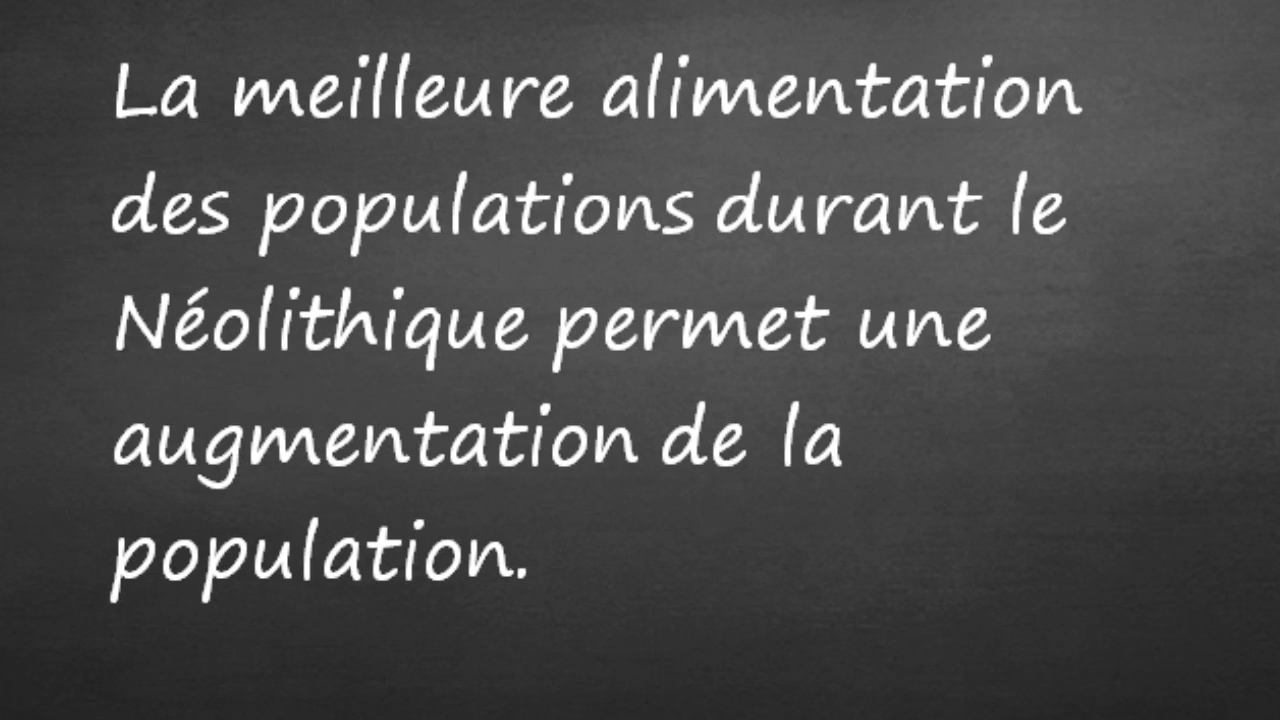 La meilleure alimentation
des populations durant le
Néolithique permet une
augmentation de la
population.